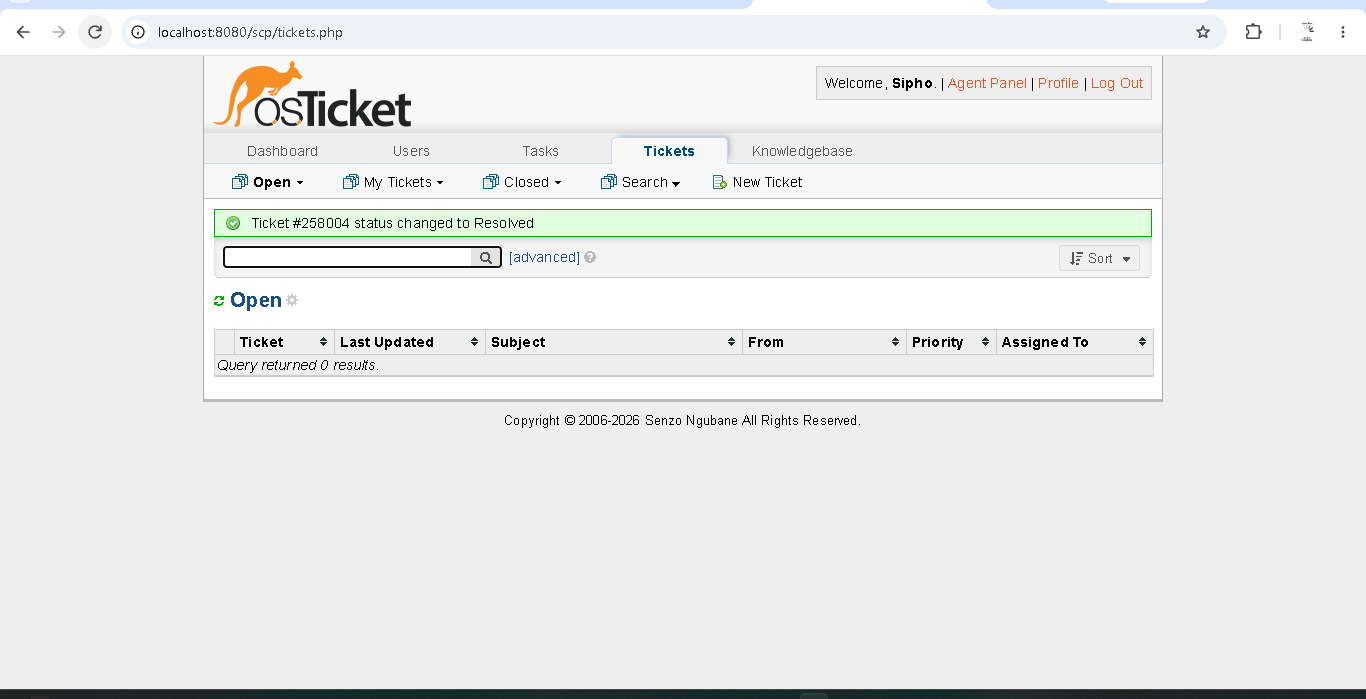 localhost:8080/scp/tickets.php
osTicket
Welcome, Sipho. | Agent Panel | Profile | Log Out
Dashboard Users Tasks Tickets Knowledgebase
Open My Tickets Closed Search New Ticket
Ticket #258004 status changed to Resolved
[advanced] Sort
Open
Ticket Last Updated Subject From Priority Assigned To
Query returned 0 results.
Copyright © 2006-2026 Senzo Ngubane All Rights Reserved.